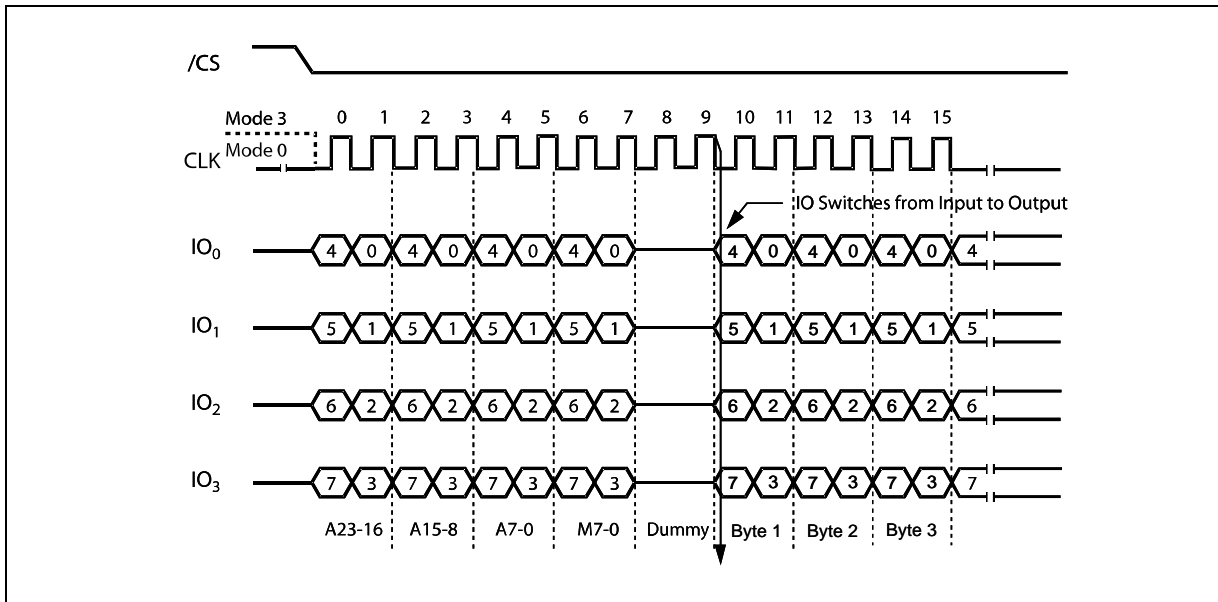 /CS
0 1 2 3 4 5 6 7 8 9 10 11 12 13 14 15
Mode 3
Mode 0
CLK
IO Switches from Input to Output
IO0 4 0 4 0 4 0 4 0 4 0 4 0 4 0 4
IO1 5 1 5 1 5 1 5 1 5 1 5 1 5 1 5
IO2 6 2 6 2 6 2 6 2 6 2 6 2 6 2 6
IO3 7 3 7 3 7 3 7 3 7 3 7 3 7 3 7
A23-16 A15-8 A7-0 M7-0 Dummy Byte 1 Byte 2 Byte 3